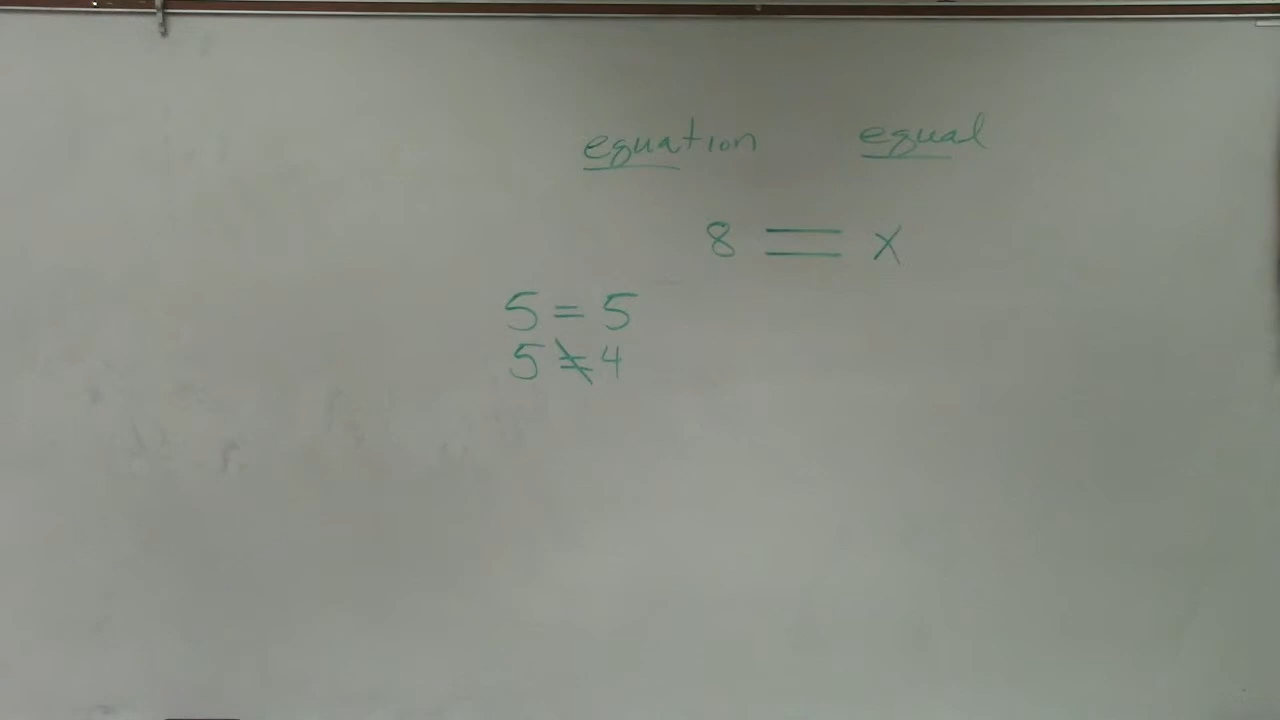 equation equal
8 = x
5 = 5
5 ≠ 4